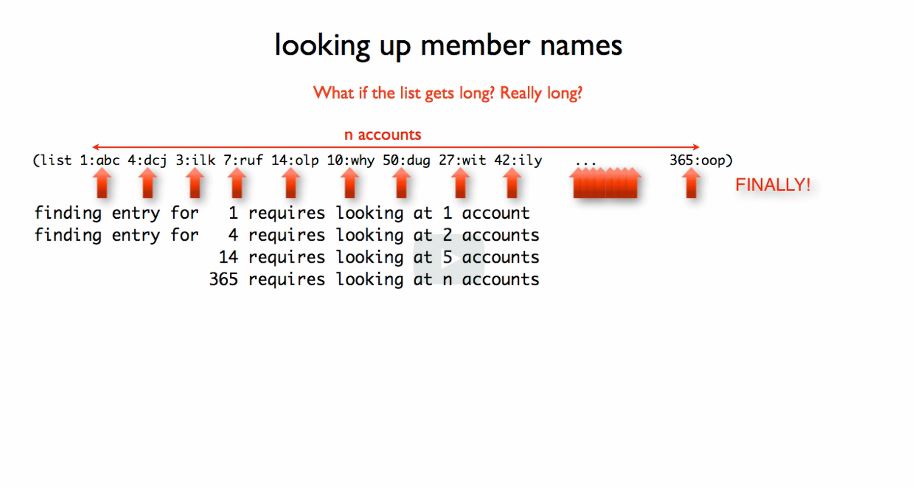 looking up member names
What if the list gets long? Really long?
n accounts
(list 1:abc 4:dcj 3:ilk 7:ruf 14:olp 10:why 50:dug 27:wit 42:ily ... 365:oop)
FINALLY!
finding entry for 1 requires looking at 1 account
finding entry for 4 requires looking at 2 accounts
14 requires looking at 5 accounts
365 requires looking at n accounts